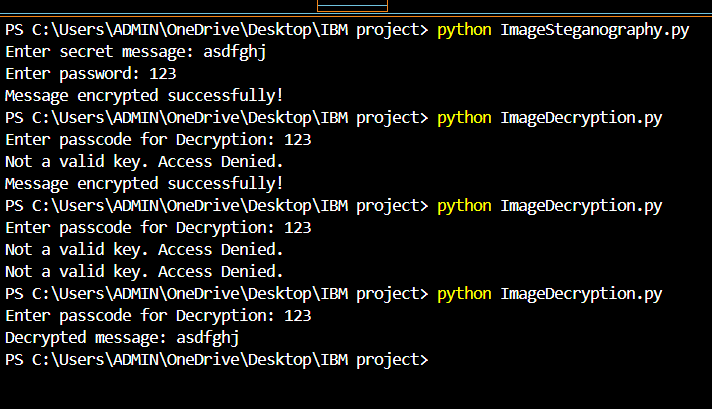 PS C:\Users\ADMIN\OneDrive\Desktop\IBM project> python ImageSteganography.py
Enter secret message: asdfghj
Enter password: 123
Message encrypted successfully!
PS C:\Users\ADMIN\OneDrive\Desktop\IBM project> python ImageDecryption.py
Enter passcode for Decryption: 123
Not a valid key. Access Denied.
Message encrypted successfully!
PS C:\Users\ADMIN\OneDrive\Desktop\IBM project> python ImageDecryption.py
Enter passcode for Decryption: 123
Not a valid key. Access Denied.
Not a valid key. Access Denied.
PS C:\Users\ADMIN\OneDrive\Desktop\IBM project> python ImageDecryption.py
Enter passcode for Decryption: 123
Decrypted message: asdfghj
PS C:\Users\ADMIN\OneDrive\Desktop\IBM project>